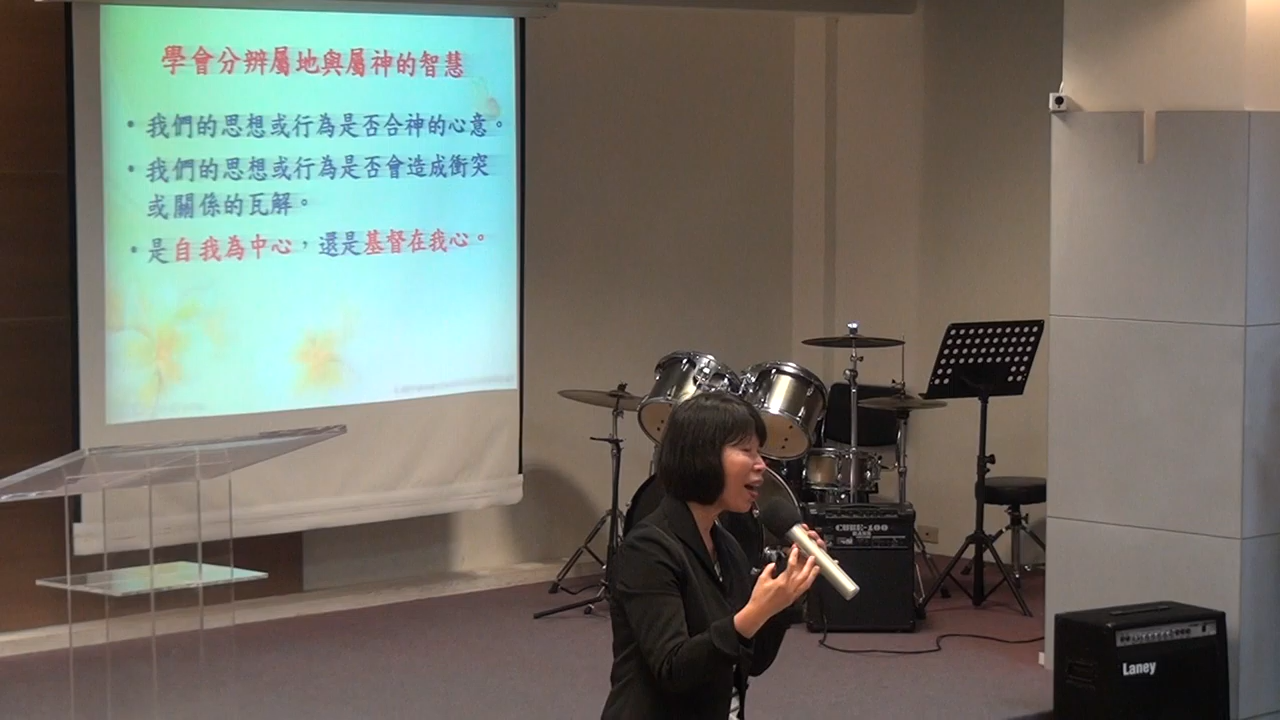 學會分辨屬地與屬神的智慧
• 我們的思想或行為是否合神的心意。
• 我們的思想或行為是否會造成衝突
或關係的瓦解。
• 是自我為中心，還是基督在我心。
CUBE-100
BASS
Laney